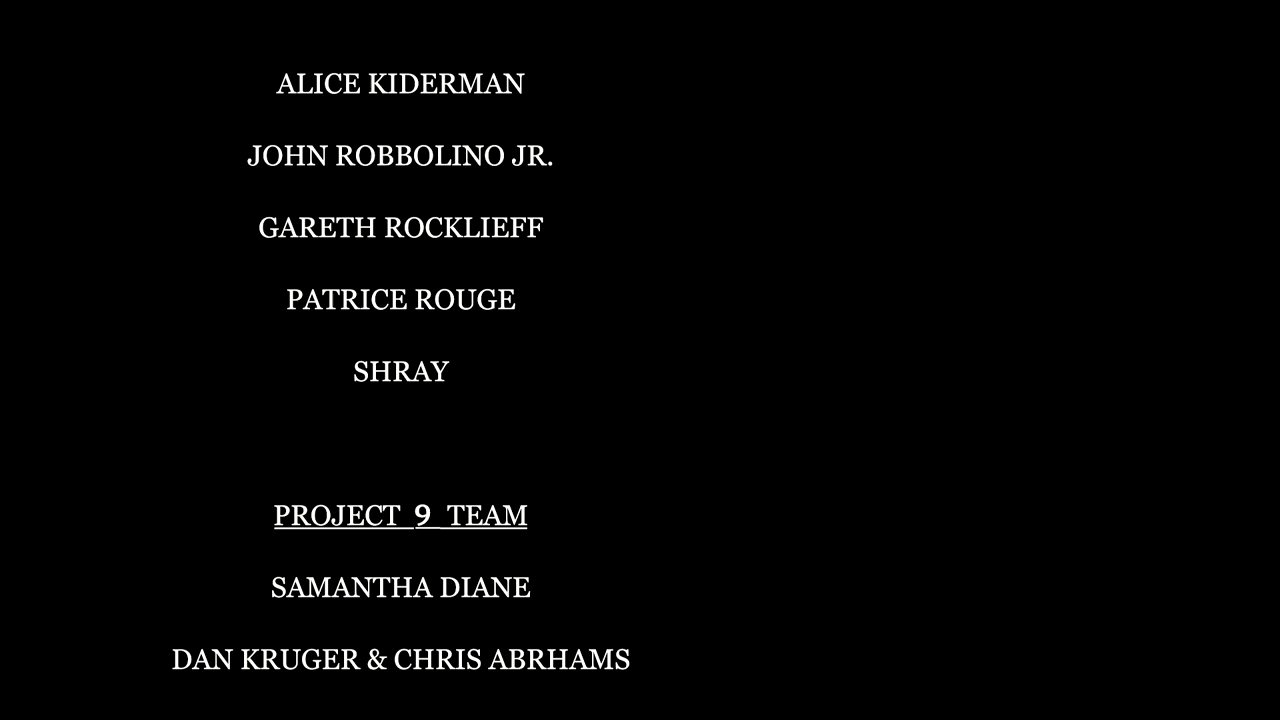 ALICE KIDERMAN
JOHN ROBBOLINO JR.
GARETH ROCKLIEFF
PATRICE ROUGE
SHRAY
PROJECT 9 TEAM
SAMANTHA DIANE
DAN KRUGER & CHRIS ABRHAMS